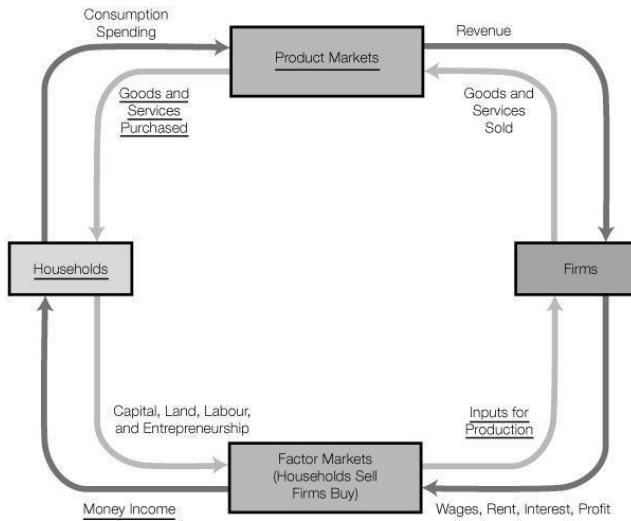 Consumption
Spending
Product Markets
Revenue
Goods and
Services
Purchased
Goods and
Services
Sold
Households
Firms
Capital, Land, Labour,
and Entrepreneurship
Inputs for
Production
Factor Markets
(Households Sell
Firms Buy)
Money Income
Wages, Rent, Interest, Profit